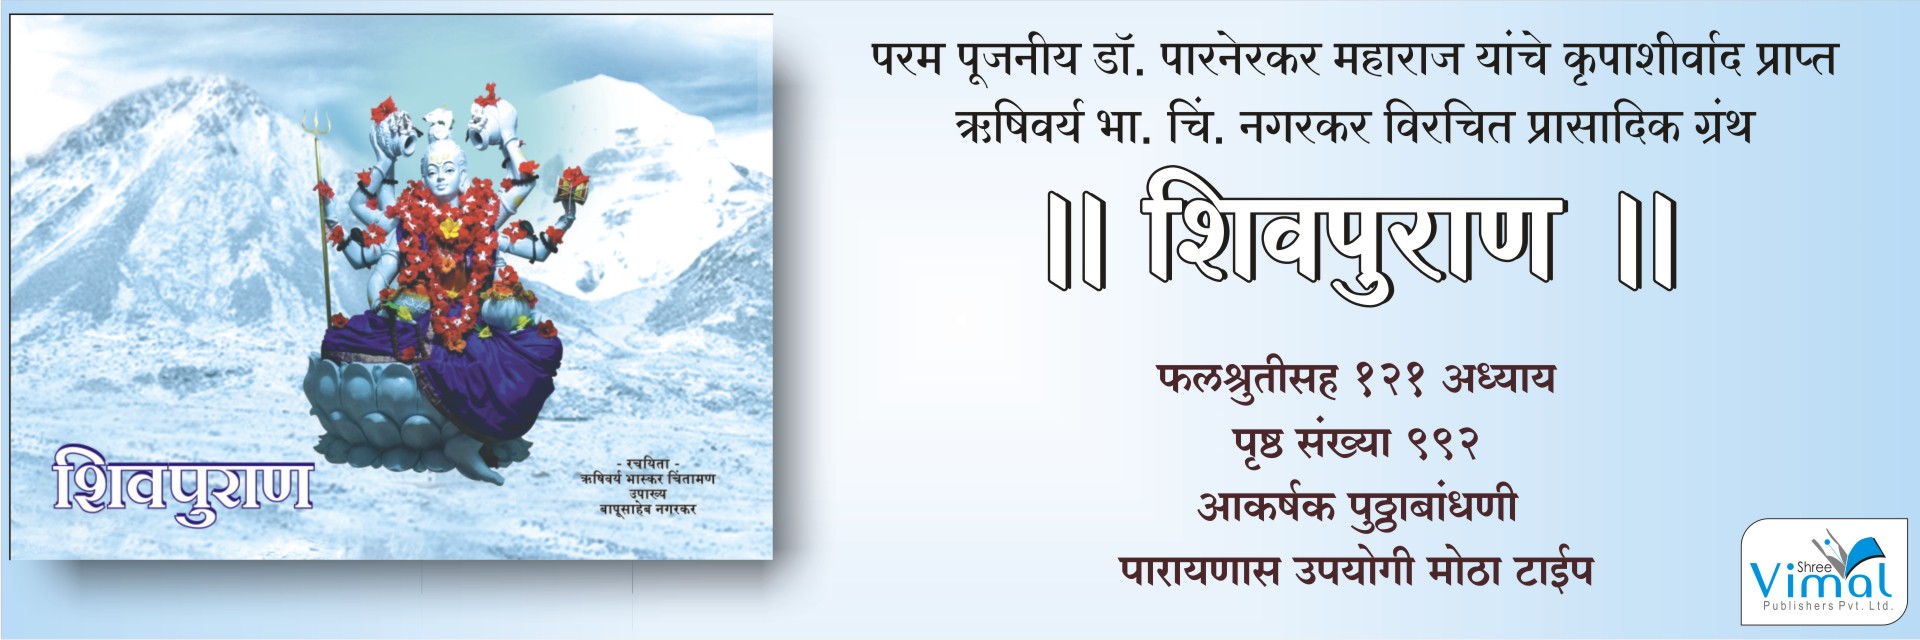 शिवपुराण
- रचयिता -
ऋषिवर्य भास्कर चिंतामण
उपाख्य
बापूसाहेब नगरकर
परम पूजनीय डॉ. पारनेरकर महाराज यांचे कृपाशीर्वाद प्राप्त
ऋषिवर्य भा. चिं. नगरकर विरचित प्रासादिक ग्रंथ
॥ शिवपुराण ॥
फलश्रुतीसह १२१ अध्याय
पृष्ठ संख्या ९९२
आकर्षक पुठ्ठाबांधणी
पारायणास उपयोगी मोठा टाईप
Shree
Vimal
Publishers Pvt. Ltd.